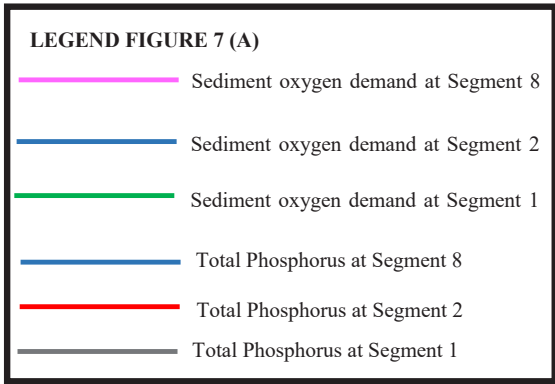 LEGEND FIGURE 7 (A)
Sediment oxygen demand at Segment 8
Sediment oxygen demand at Segment 2
Sediment oxygen demand at Segment 1
Total Phosphorus at Segment 8
Total Phosphorus at Segment 2
Total Phosphorus at Segment 1